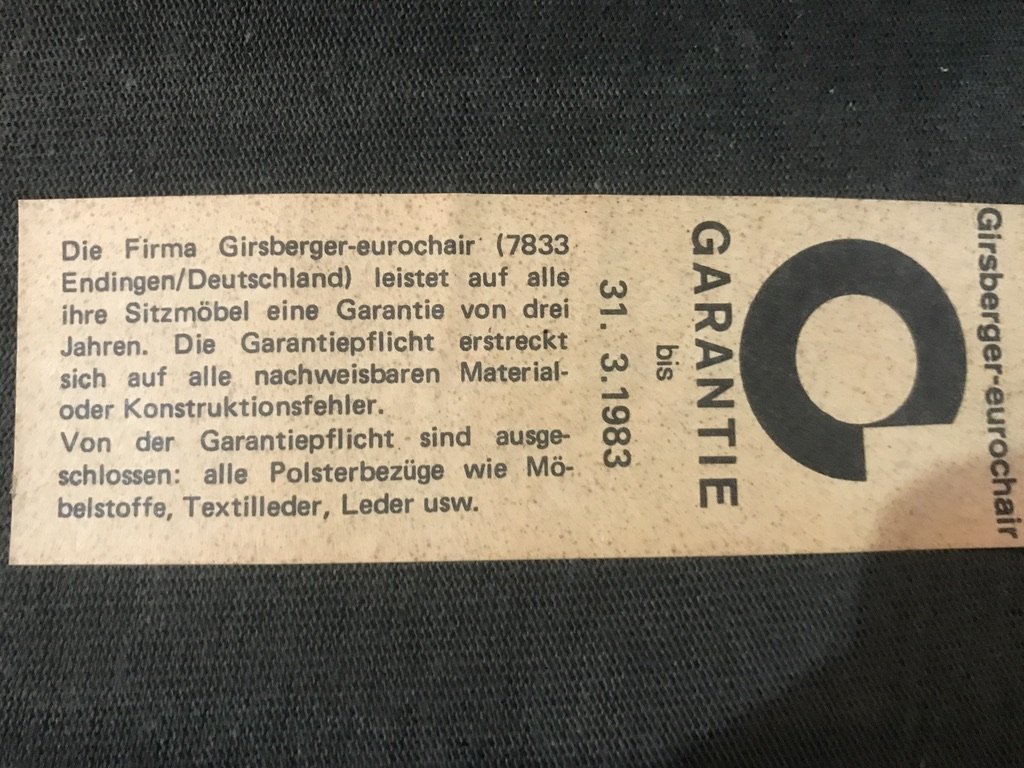 Die Firma Girsberger-eurochair (7833
Endingen/Deutschland) leistet auf alle
ihre Sitzmöbel eine Garantie von drei
Jahren. Die Garantiepflicht erstreckt
sich auf alle nachweisbaren Material-
oder Konstruktionsfehler.
Von der Garantiepflicht sind ausge-
schlossen: alle Polsterbezüge wie Mö-
belstoffe, Textilleder, Leder usw.
Girsberger-eurochair
GARANTIE
bis
31. 3.1983